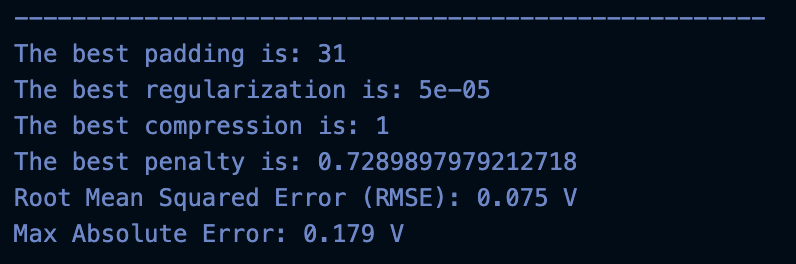 ----------------------------------------------------
The best padding is: 31
The best regularization is: 5e-05
The best compression is: 1
The best penalty is: 0.7289897979212718
Root Mean Squared Error (RMSE): 0.075 V
Max Absolute Error: 0.179 V